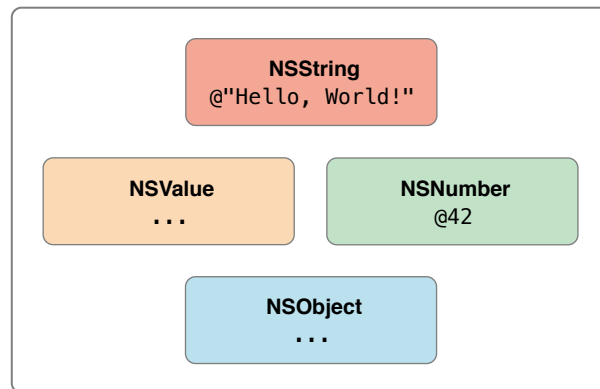 NSString
@"Hello, World!"
NSValue
...
NSNumber
@42
NSObject
...